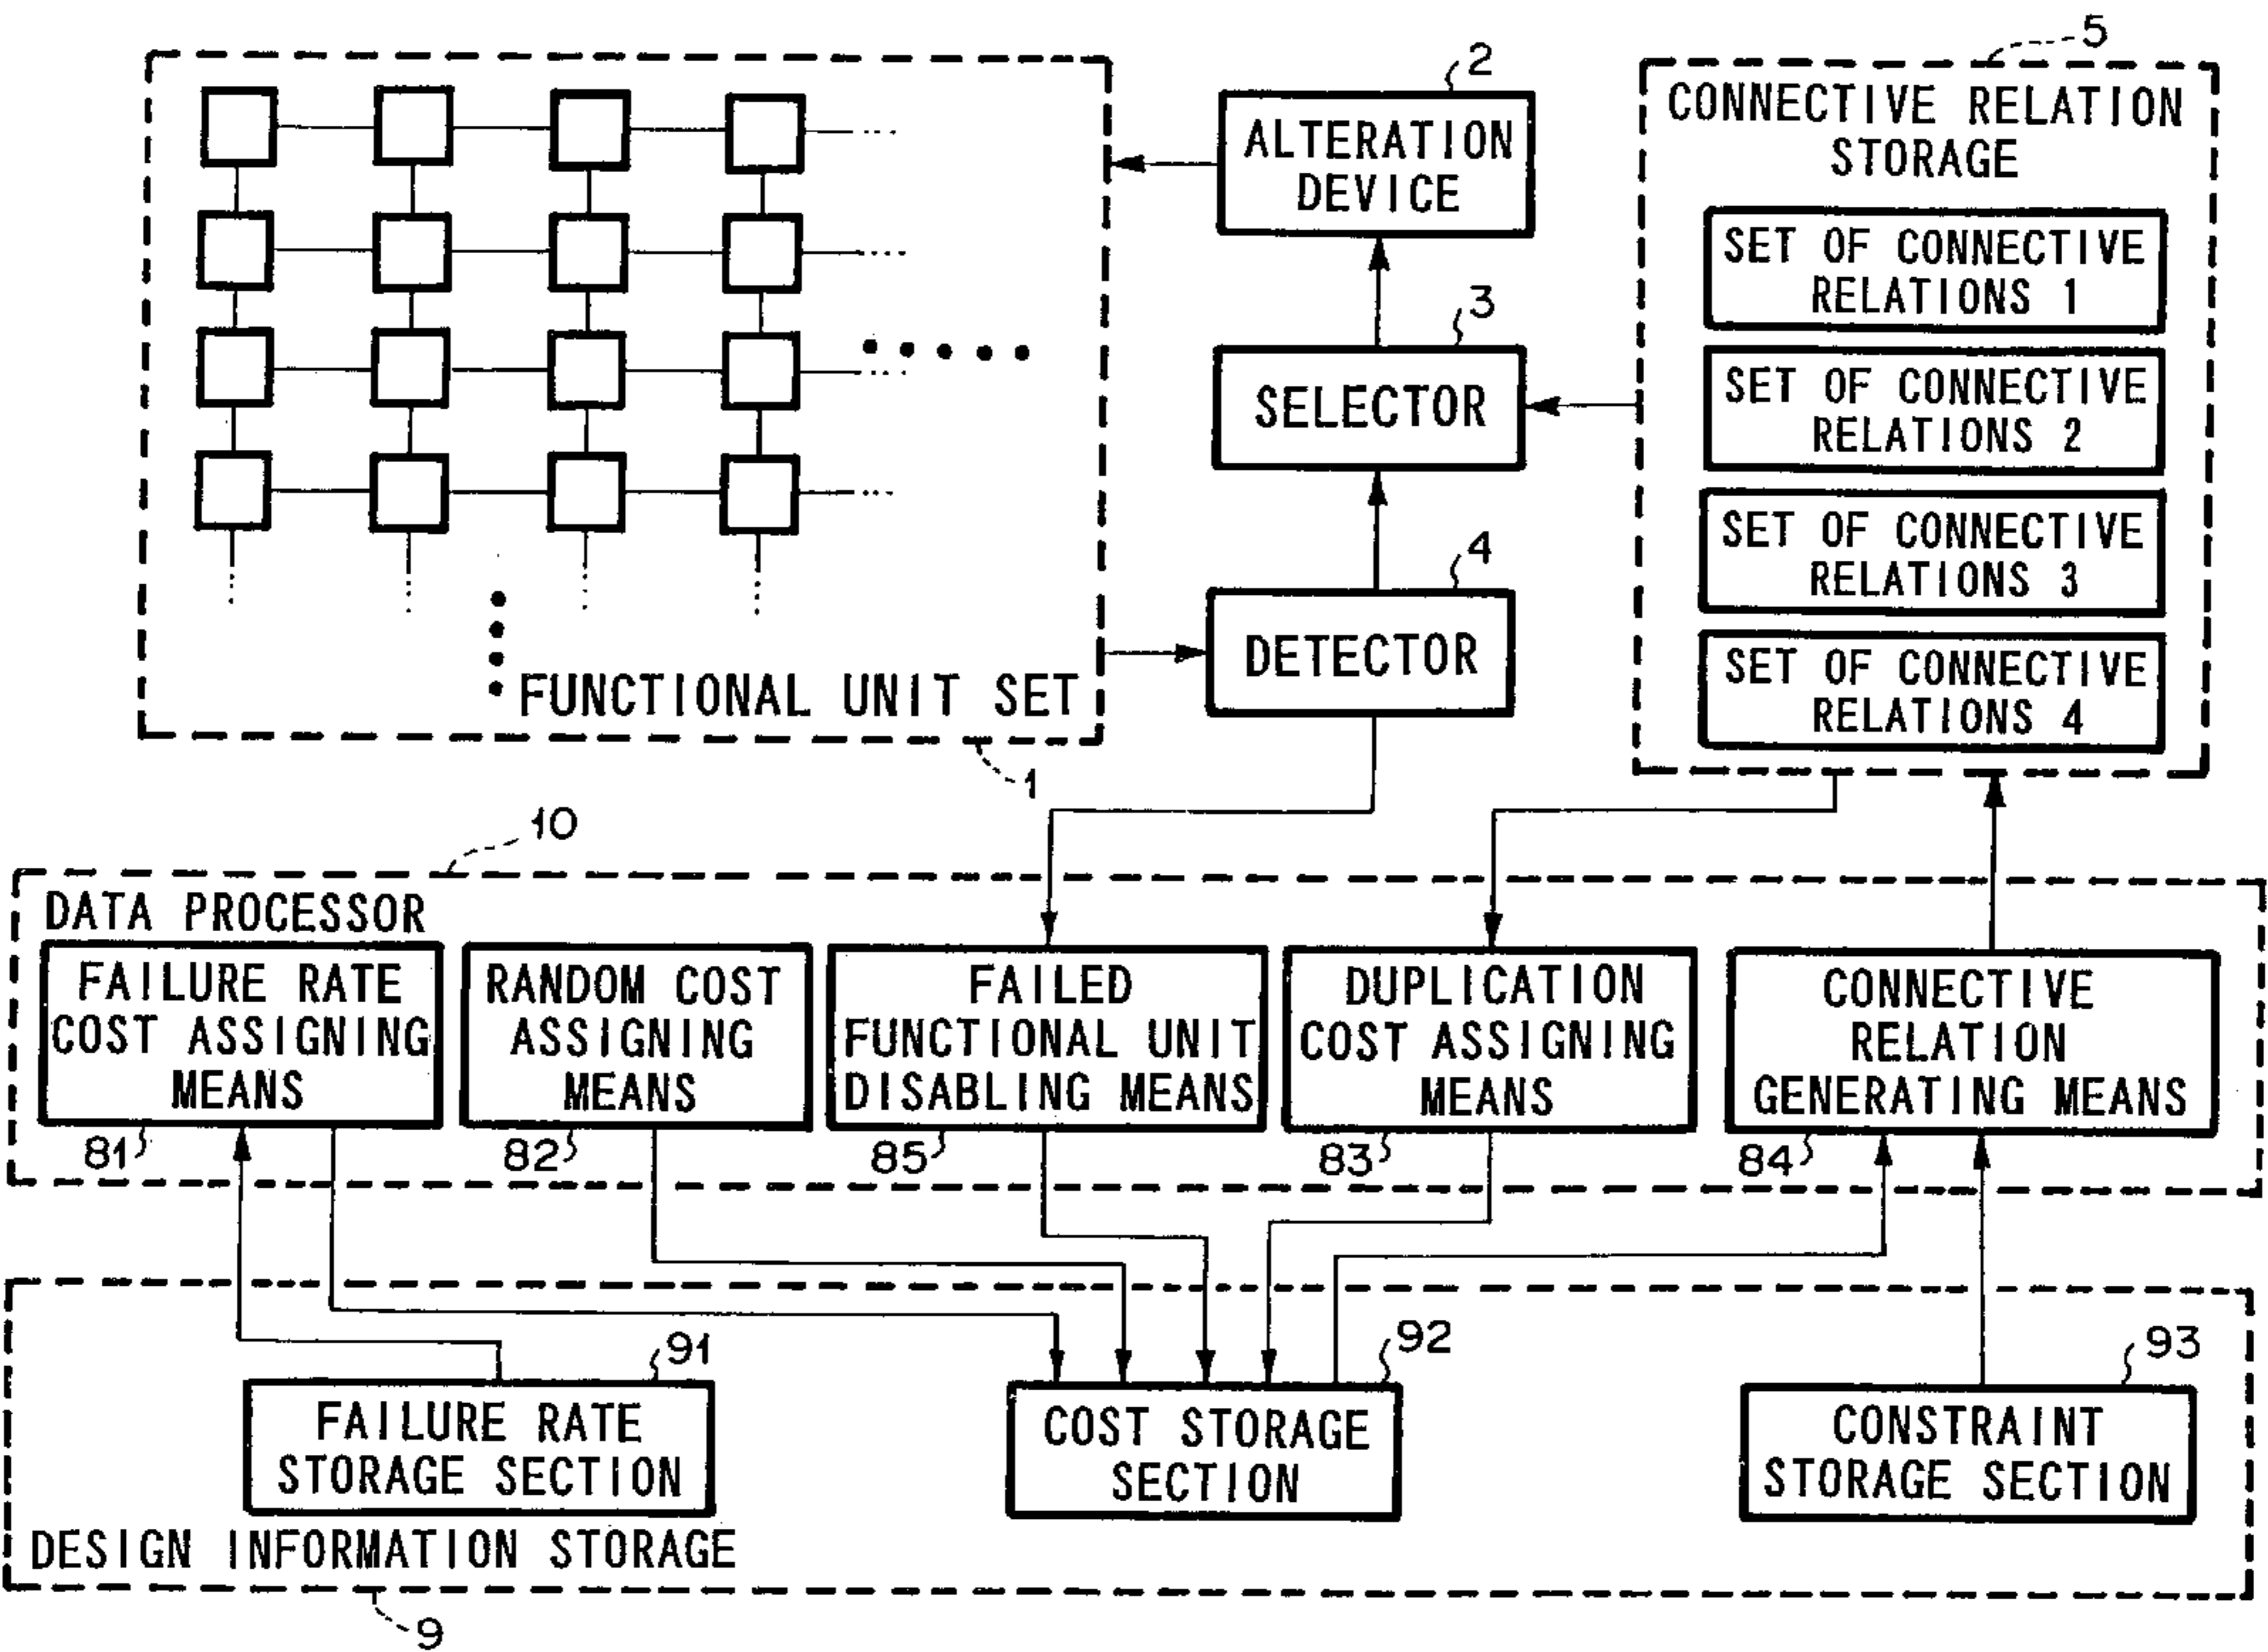 FUNCTIONAL UNIT SET
1
2
ALTERATION
DEVICE
3
SELECTOR
4
DETECTOR
5
CONNECTIVE RELATION
STORAGE
SET OF CONNECTIVE
RELATIONS 1
SET OF CONNECTIVE
RELATIONS 2
SET OF CONNECTIVE
RELATIONS 3
SET OF CONNECTIVE
RELATIONS 4
10
DATA PROCESSOR
FAILURE RATE
COST ASSIGNING
MEANS
81
RANDOM COST
ASSIGNING
MEANS
82
FAILED
FUNCTIONAL UNIT
DISABLING MEANS
85
DUPLICATION
COST ASSIGNING
MEANS
83
CONNECTIVE
RELATION
GENERATING MEANS
84
91
FAILURE RATE
STORAGE SECTION
92
COST STORAGE
SECTION
93
CONSTRAINT
STORAGE SECTION
DESIGN INFORMATION STORAGE
9